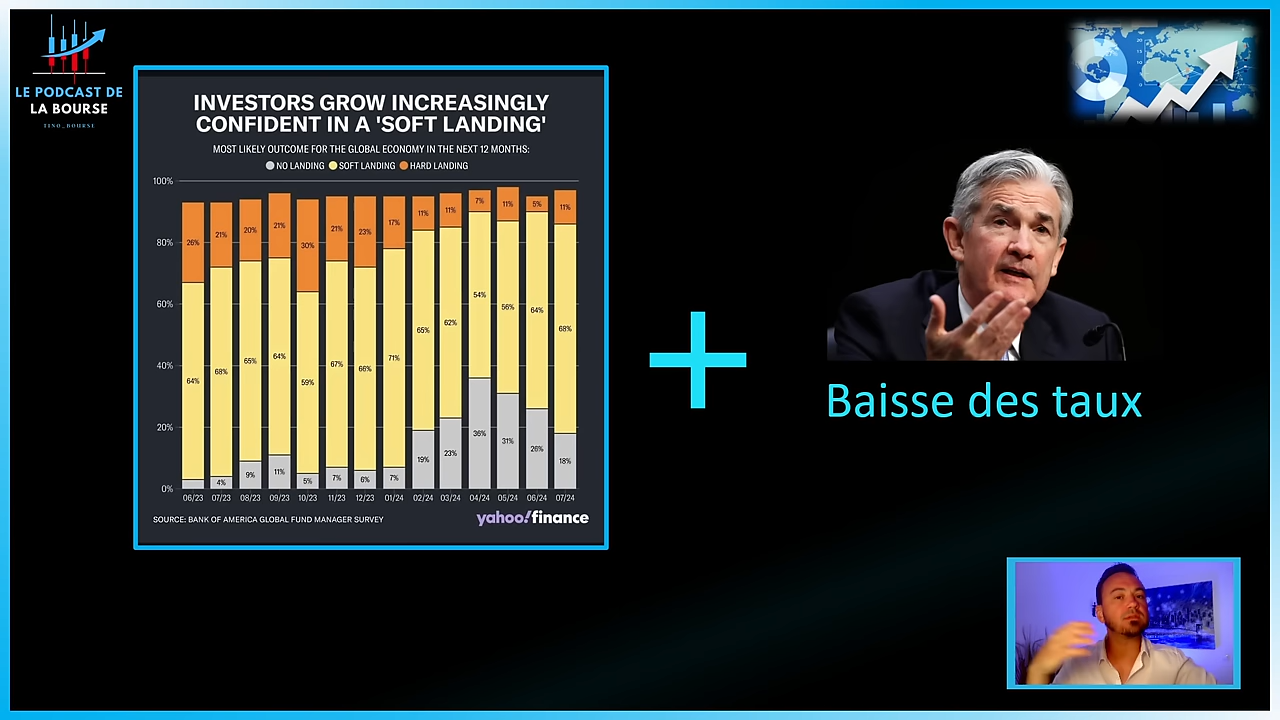 LE PODCAST DE
LA BOURSE
TINO_BOURSE
INVESTORS GROW INCREASINGLY
CONFIDENT IN A 'SOFT LANDING'
MOST LIKELY OUTCOME FOR THE GLOBAL ECONOMY IN THE NEXT 12 MONTHS:
NO LANDING SOFT LANDING HARD LANDING
100%
80%
60%
40%
20%
0%
26% 21% 20% 21% 30% 21% 23% 17% 11% 11% 7% 11% 5% 11%
64% 68% 65% 64% 59% 67% 66% 71% 65% 62% 54% 56% 64% 68%
4% 9% 11% 5% 7% 6% 7% 19% 23% 36% 31% 26% 18%
06/23 07/23 08/23 09/23 10/23 11/23 12/23 01/24 02/24 03/24 04/24 05/24 06/24 07/24
SOURCE: BANK OF AMERICA GLOBAL FUND MANAGER SURVEY
yahoo!finance
+
Baisse des taux